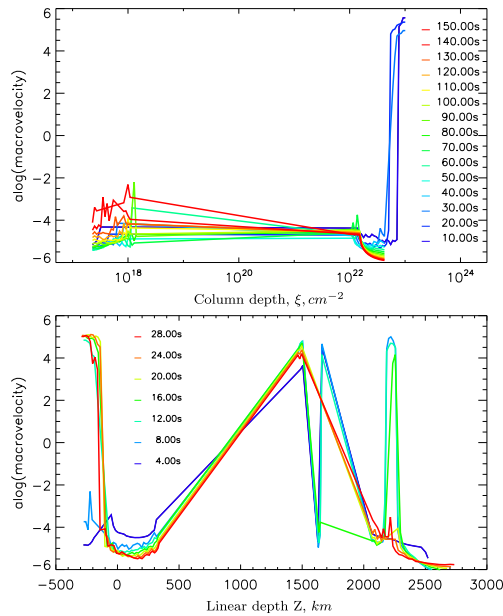 6
4
2
0
−2
−4
−6
alog(macrovelocity)
150.00s
140.00s
130.00s
120.00s
110.00s
100.00s
90.00s
80.00s
70.00s
60.00s
50.00s
40.00s
30.00s
20.00s
10.00s
10^18
10^20
10^22
10^24
Column depth, ξ, cm^−2
6
4
2
0
−2
−4
−6
alog(macrovelocity)
28.00s
24.00s
20.00s
16.00s
12.00s
8.00s
4.00s
−500
0
500
1000
1500
2000
2500
3000
Linear depth Z, km